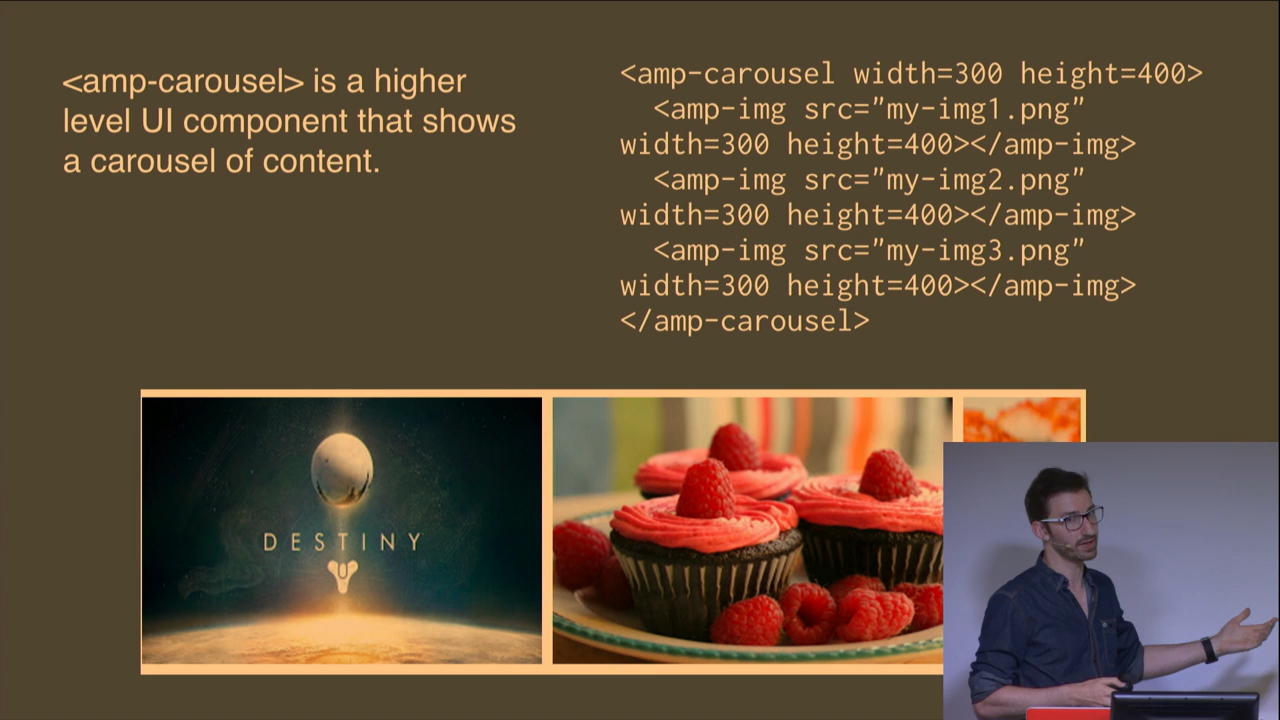 <amp-carousel> is a higher
level UI component that shows
a carousel of content.
<amp-carousel width=300 height=400>
  <amp-img src="my-img1.png"
width=300 height=400></amp-img>
  <amp-img src="my-img2.png"
width=300 height=400></amp-img>
  <amp-img src="my-img3.png"
width=300 height=400></amp-img>
</amp-carousel>
DESTINY